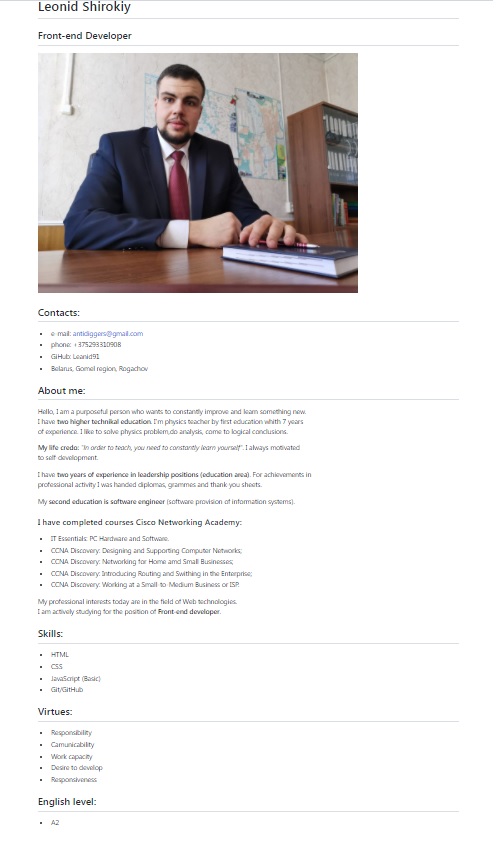 Leonid Shirokiy
Front-end Developer
Contacts:
e-mail: antidiggers@gmail.com
phone: +375293310908
GiHub: Leanid91
Belarus, Gomel region, Rogachov
About me:
Hello, I am a purposeful person who wants to constantly improve and learn something new.
I have two higher technikal education. I'm physics teacher by first education whith 7 years
of experience. I like to solve physics problem,do analysis, come to logical conclusions.
My life credo: "In order to teach, you need to constantly learn yourself". I always motivated
to self development.
I have two years of experience in leadership positions (education area). For achievements in
professional activity I was handed diplomas, grammes and thank you sheets.
My second education is software engineer (software provision of information systems).
I have completed courses Cisco Networking Academy:
IT Essentials: PC Hardware and Software.
CCNA Discovery: Designing and Supporting Computer Networks;
CCNA Discovery: Networking for Home amd Small Businesses;
CCNA Discovery: Introducing Routing and Swithing in the Enterprise;
CCNA Discovery: Working at a Small-to-Medium Business or ISP.
My professional interests today are in the field of Web technologies.
I am actively studying for the position of Front-end developer.
Skills:
HTML
CSS
JavaScript (Basic)
Git/GitHub
Virtues:
Responsibility
Camunicability
Work capacity
Desire to develop
Responsiveness
English level:
A2